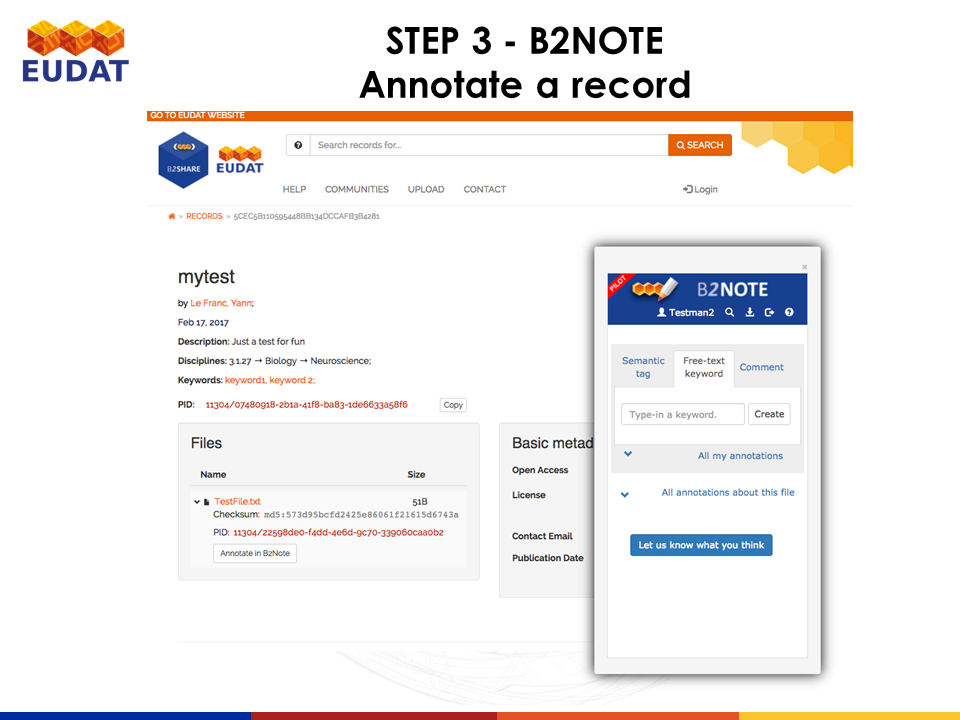 EUDAT
STEP 3 - B2NOTE
Annotate a record
GO TO EUDAT WEBSITE
B2SHARE
EUDAT
Search records for...
SEARCH
HELP COMMUNITIES UPLOAD CONTACT
Login
» RECORDS » 5CEC5B110595448BB134DCCAFB3B4281
mytest
by Le Franc, Yann;
Feb 17, 2017
Description: Just a test for fun
Disciplines: 3.1.27 → Biology → Neuroscience;
Keywords: keyword1, keyword 2;
PID: 11304/07480918-2b1a-41f8-ba83-1de6633a58f6 Copy
Files
Name Size
TestFile.txt 51B
Checksum: md5:573d95bcfd2425e86061f21615d6743a
PID: 11304/22598de0-f4dd-4e6d-9c70-339060caa0b2
Annotate in B2Note
Basic metad
Open Access
License
Contact Email
Publication Date
PILOT
B2NOTE
Testman2
Semantic tag
Free-text keyword
Comment
Type-in a keyword.
Create
All my annotations
All annotations about this file
Let us know what you think